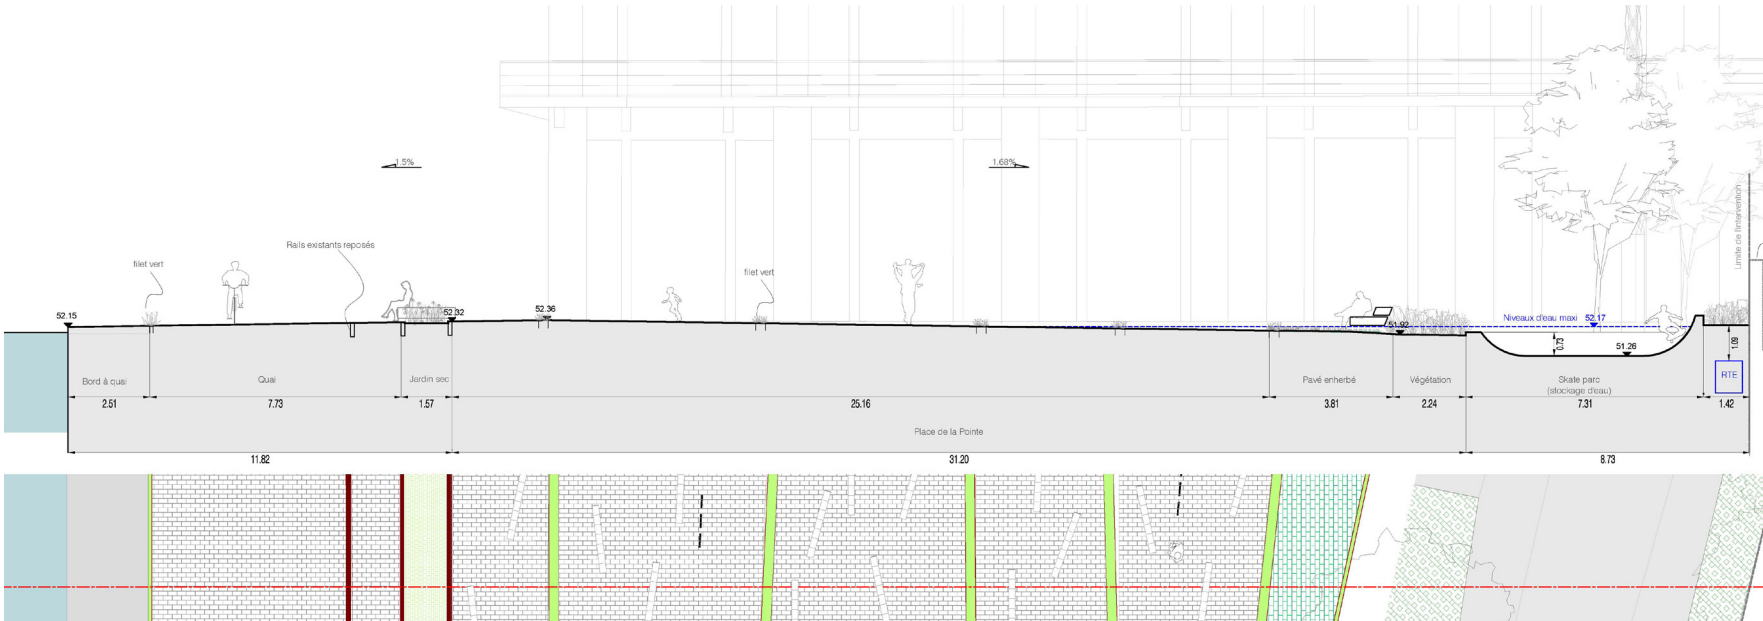 1.5%
1.68%
Limite de l'intervention
Rails existants reposés
filet vert
filet vert
52.15
52.32
52.36
51.92
Niveaux d'eau maxi 52.17
0.73
51.26
1.09
RTE
Bord à quai
Quai
Jardin sec
Pavé enherbé
Végétation
Skate parc
(stockage d'eau)
2.51
7.73
1.57
25.16
3.81
2.24
7.31
1.42
Place de la Pointe
11.82
31.20
8.73